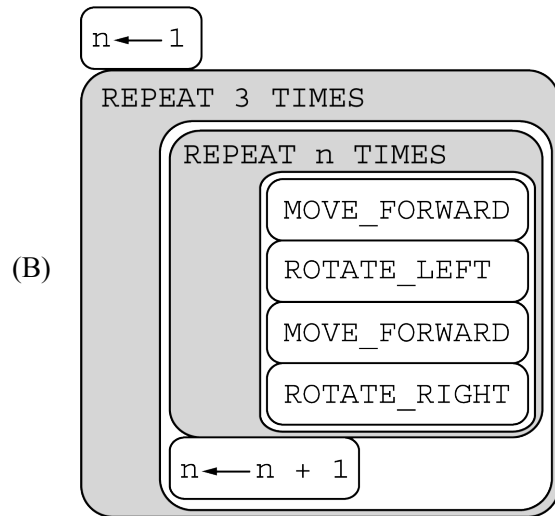 n ← 1
REPEAT 3 TIMES
REPEAT n TIMES
MOVE_FORWARD
(B)
ROTATE_LEFT
MOVE_FORWARD
ROTATE_RIGHT
n ← n + 1